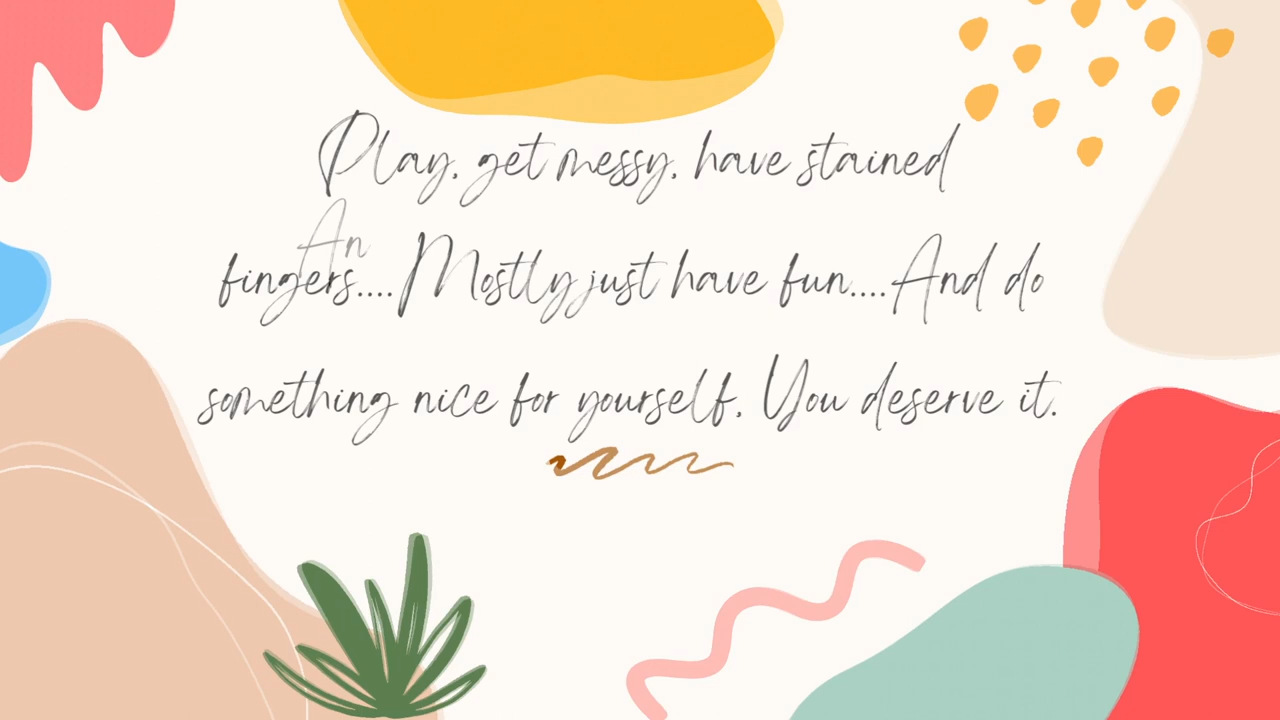 Play, get messy, have stained
An
fingers....Mostly just have fun....And do
something nice for yourself, You deserve it.